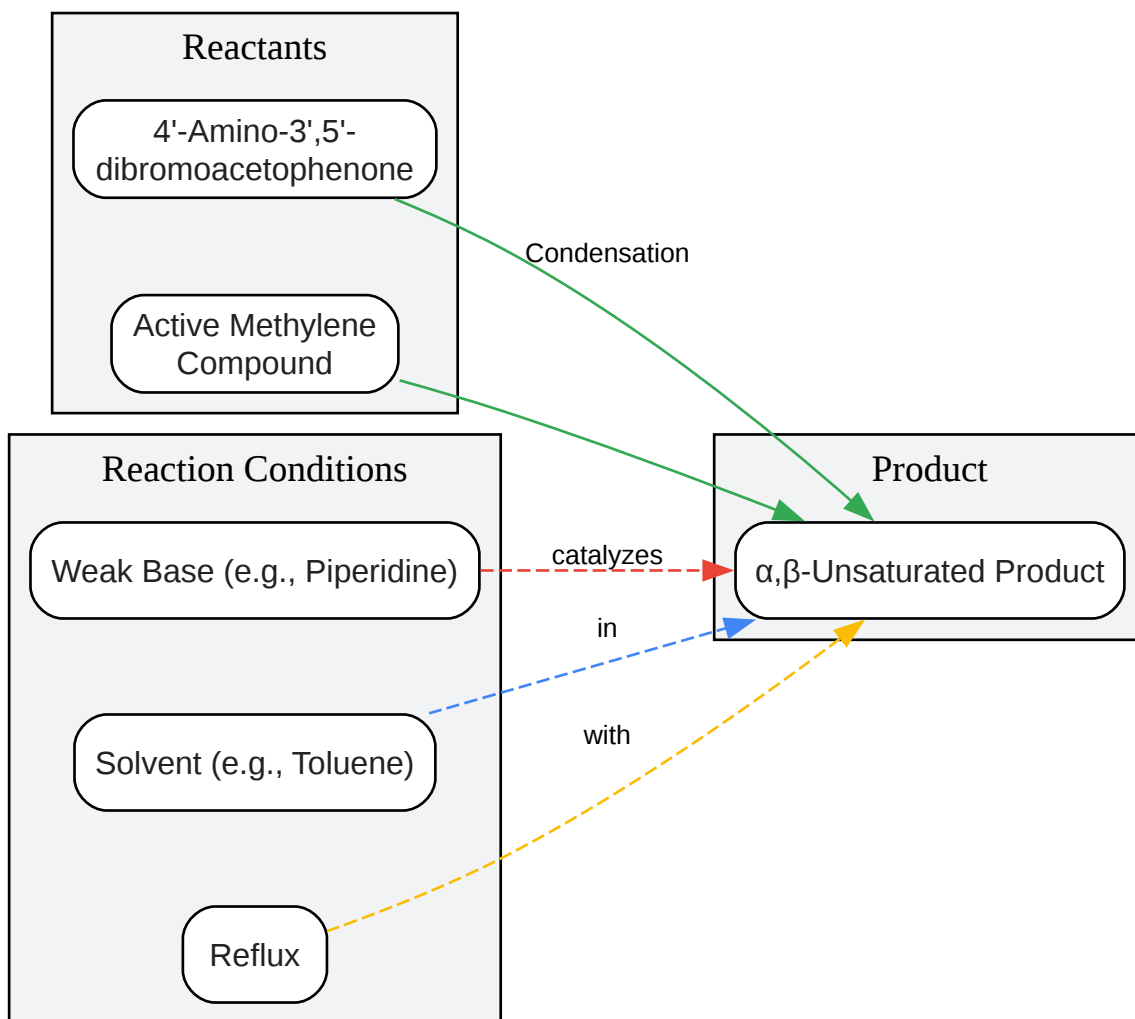 Reactants
4'-Amino-3',5'-
dibromoacetophenone
Condensation
Active Methylene
Compound
Reaction Conditions
Product
Weak Base (e.g., Piperidine)
catalyzes
α,β-Unsaturated Product
in
Solvent (e.g., Toluene)
with
Reflux